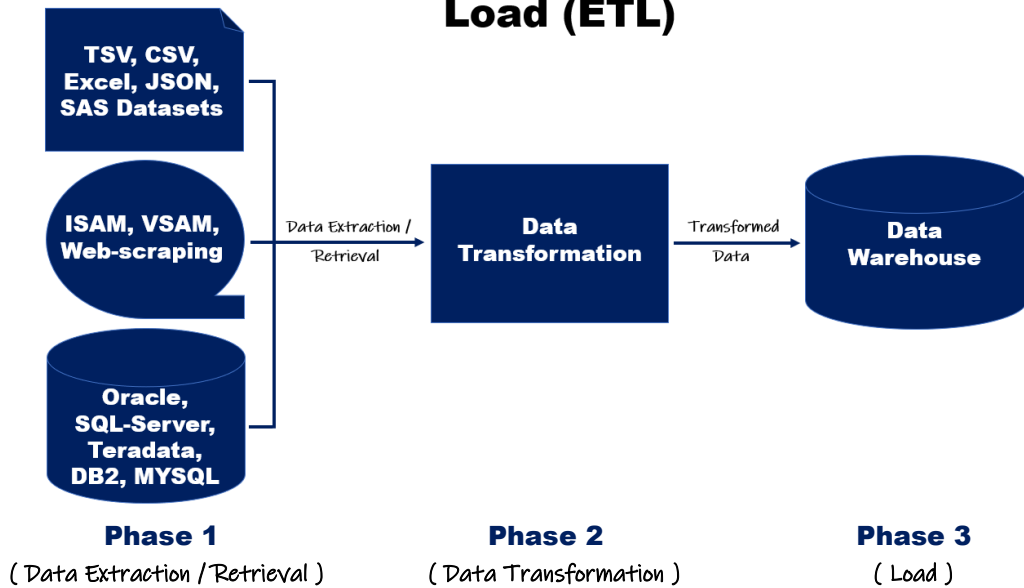 Load (ETL)
TSV, CSV,
Excel, JSON,
SAS Datasets
ISAM, VSAM,
Web-scraping
Oracle,
SQL-Server,
Teradata,
DB2, MYSQL
Data Extraction /
Retrieval
Data
Transformation
Transformed
Data
Data
Warehouse
Phase 1
( Data Extraction / Retrieval )
Phase 2
( Data Transformation )
Phase 3
( Load )